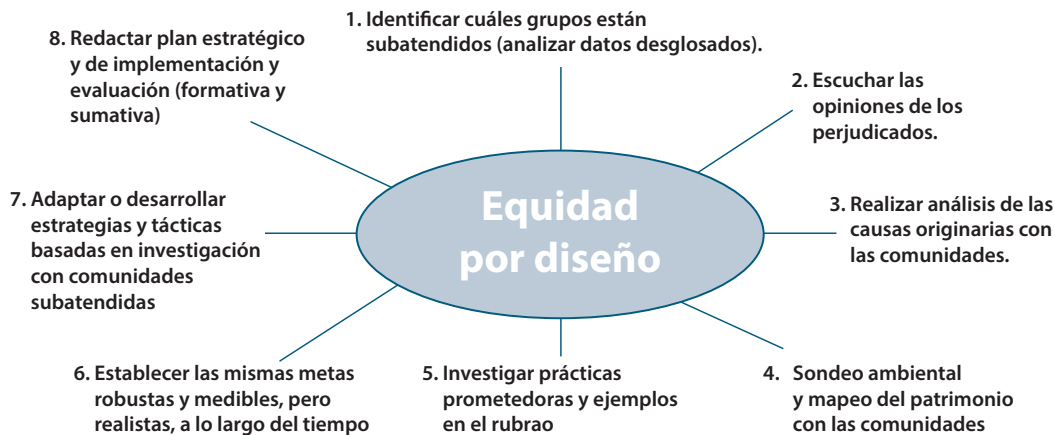 1. Identificar cuáles grupos están
subatendidos (analizar datos desglosados).
2. Escuchar las
opiniones de los
perjudicados.
3. Realizar análisis de las
causas originarias con
las comunidades.
4. Sondeo ambiental
y mapeo del patrimonio
con las comunidades
5. Investigar prácticas
prometedoras y ejemplos
en el rubrao
6. Establecer las mismas metas
robustas y medibles, pero
realistas, a lo largo del tiempo
7. Adaptar o desarrollar
estrategias y tácticas
basadas en investigación
con comunidades
subatendidas
8. Redactar plan estratégico
y de implementación y
evaluación (formativa y
sumativa)
Equidad
por diseño